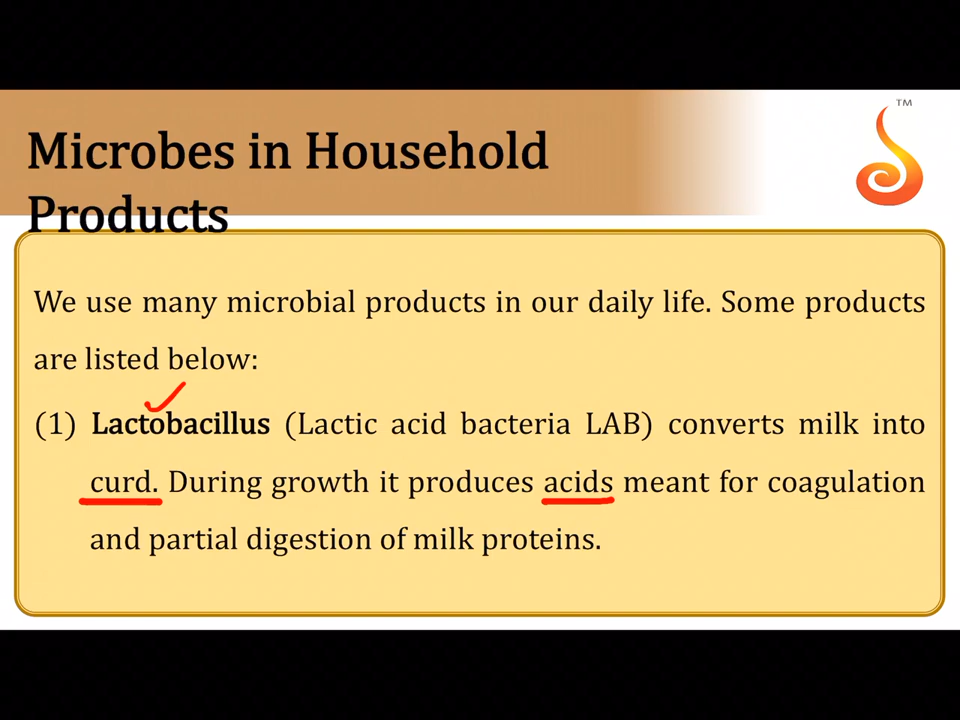 TM
Microbes in Household
Products
We use many microbial products in our daily life. Some products
are listed below:
(1) Lactobacillus (Lactic acid bacteria LAB) converts milk into
curd. During growth it produces acids meant for coagulation
and partial digestion of milk proteins.